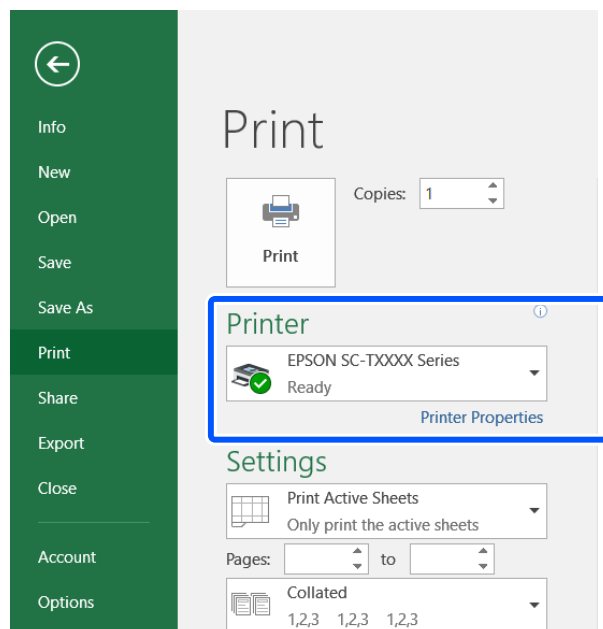 Info
New
Open
Save
Save As
Print
Share
Export
Close
Account
Options
Print
Copies: 1
Print
Printer
EPSON SC-TXXXX Series
Ready
Printer Properties
Settings
Print Active Sheets
Only print the active sheets
Pages: to
Collated
1,2,3 1,2,3 1,2,3